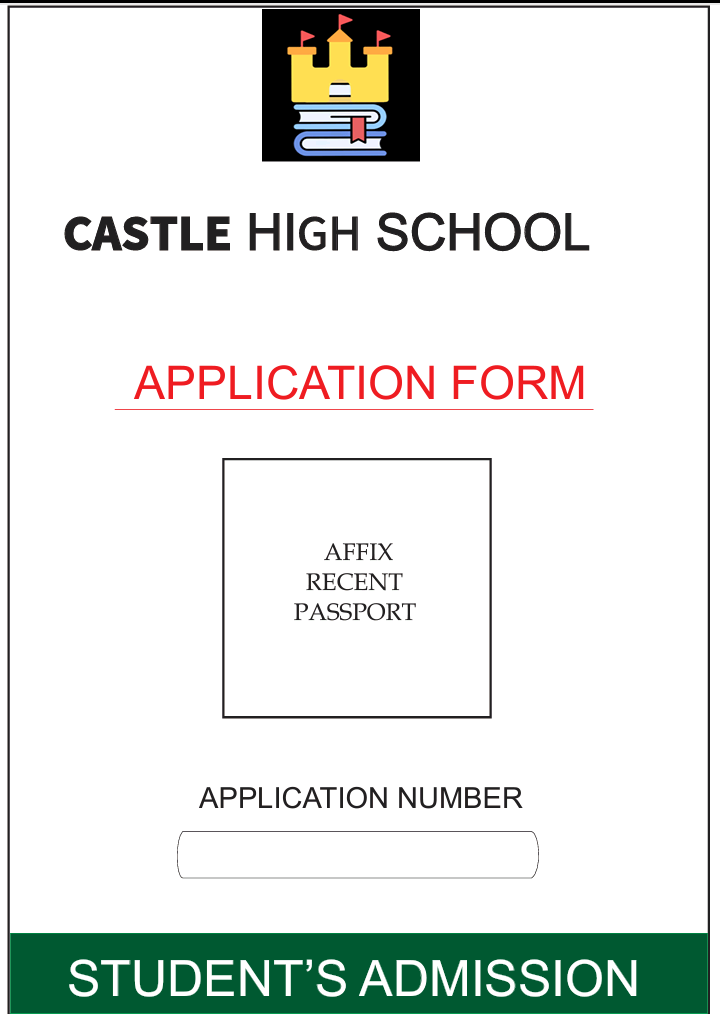 CASTLE HIGH SCHOOL
APPLICATION FORM
AFFIX
RECENT
PASSPORT
APPLICATION NUMBER
STUDENT’S ADMISSION